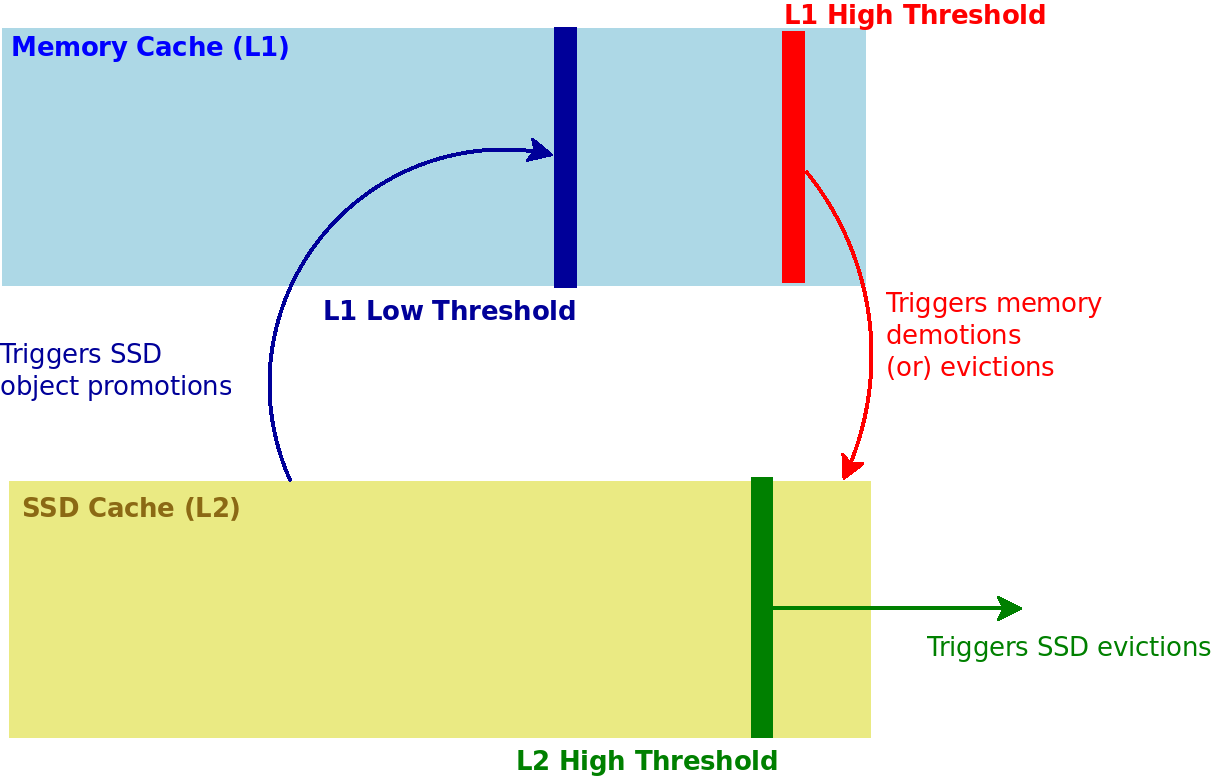 L1 High Threshold
Memory Cache (L1)
L1 Low Threshold
Triggers memory
demotions
(or) evictions
Triggers SSD
object promotions
SSD Cache (L2)
Triggers SSD evictions
L2 High Threshold